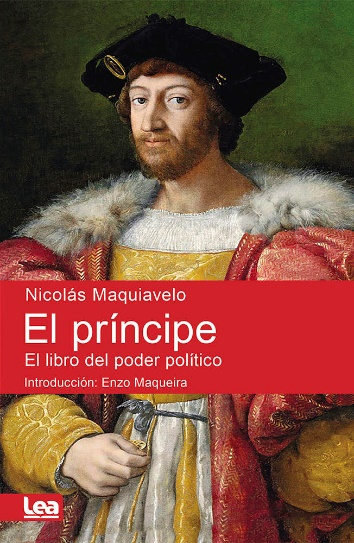 Nicolás Maquiavelo
El príncipe
El libro del poder político
Introducción: Enzo Maqueira
Lea